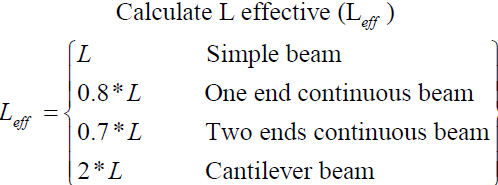 Calculate L effective (L_eff )
L_eff = { L Simple beam
0.8 * L One end continuous beam
0.7 * L Two ends continuous beam
2 * L Cantilever beam }